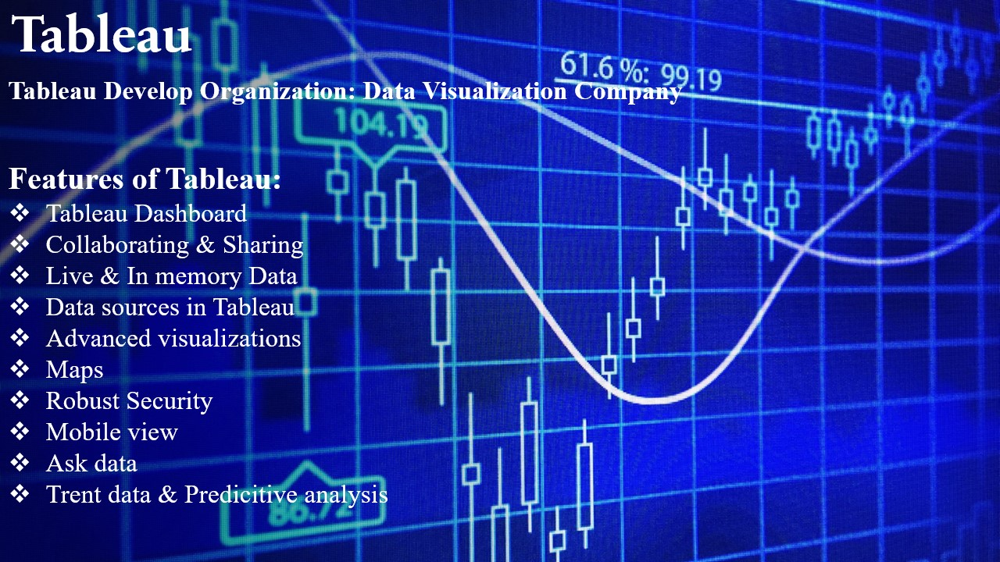 Tableau
61.6 %: 99.19
Tableau Develop Organization: Data Visualization Company
104.19
Features of Tableau:
❖ Tableau Dashboard
❖ Collaborating & Sharing
❖ Live & In memory Data
❖ Data sources in Tableau
❖ Advanced visualizations
❖ Maps
❖ Robust Security
❖ Mobile view
❖ Ask data
❖ Trent data & Predicitive analysis
86.72